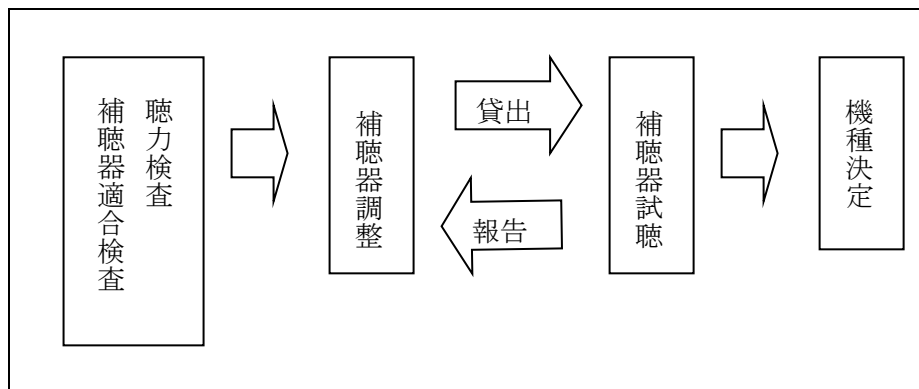 聴力検査
補聴器適合検査
補聴器調整
貸出
報告
補聴器試聴
機種決定